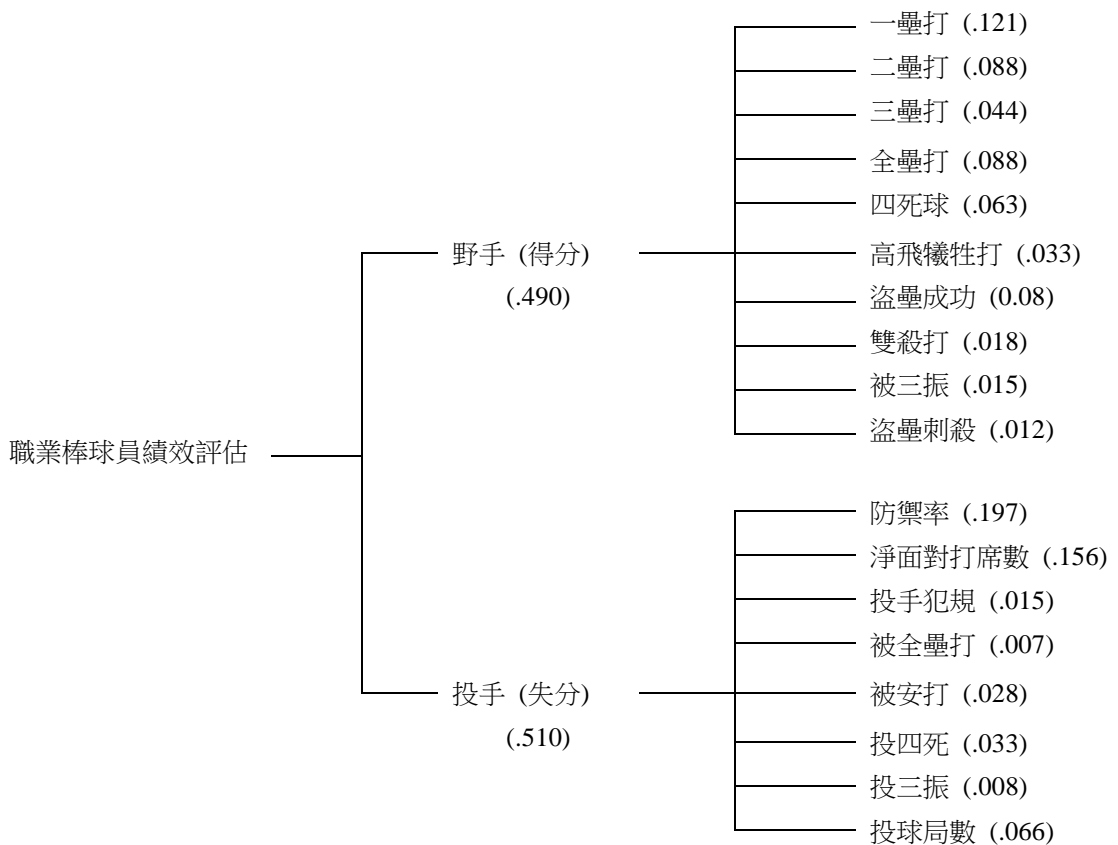 職業棒球員績效評估
野手 (得分)
(.490)
一壘打 (.121)
二壘打 (.088)
三壘打 (.044)
全壘打 (.088)
四死球 (.063)
高飛犧牲打 (.033)
盜壘成功 (0.08)
雙殺打 (.018)
被三振 (.015)
盜壘刺殺 (.012)
投手 (失分)
(.510)
防禦率 (.197)
淨面對打席數 (.156)
投手犯規 (.015)
被全壘打 (.007)
被安打 (.028)
投四死 (.033)
投三振 (.008)
投球局數 (.066)